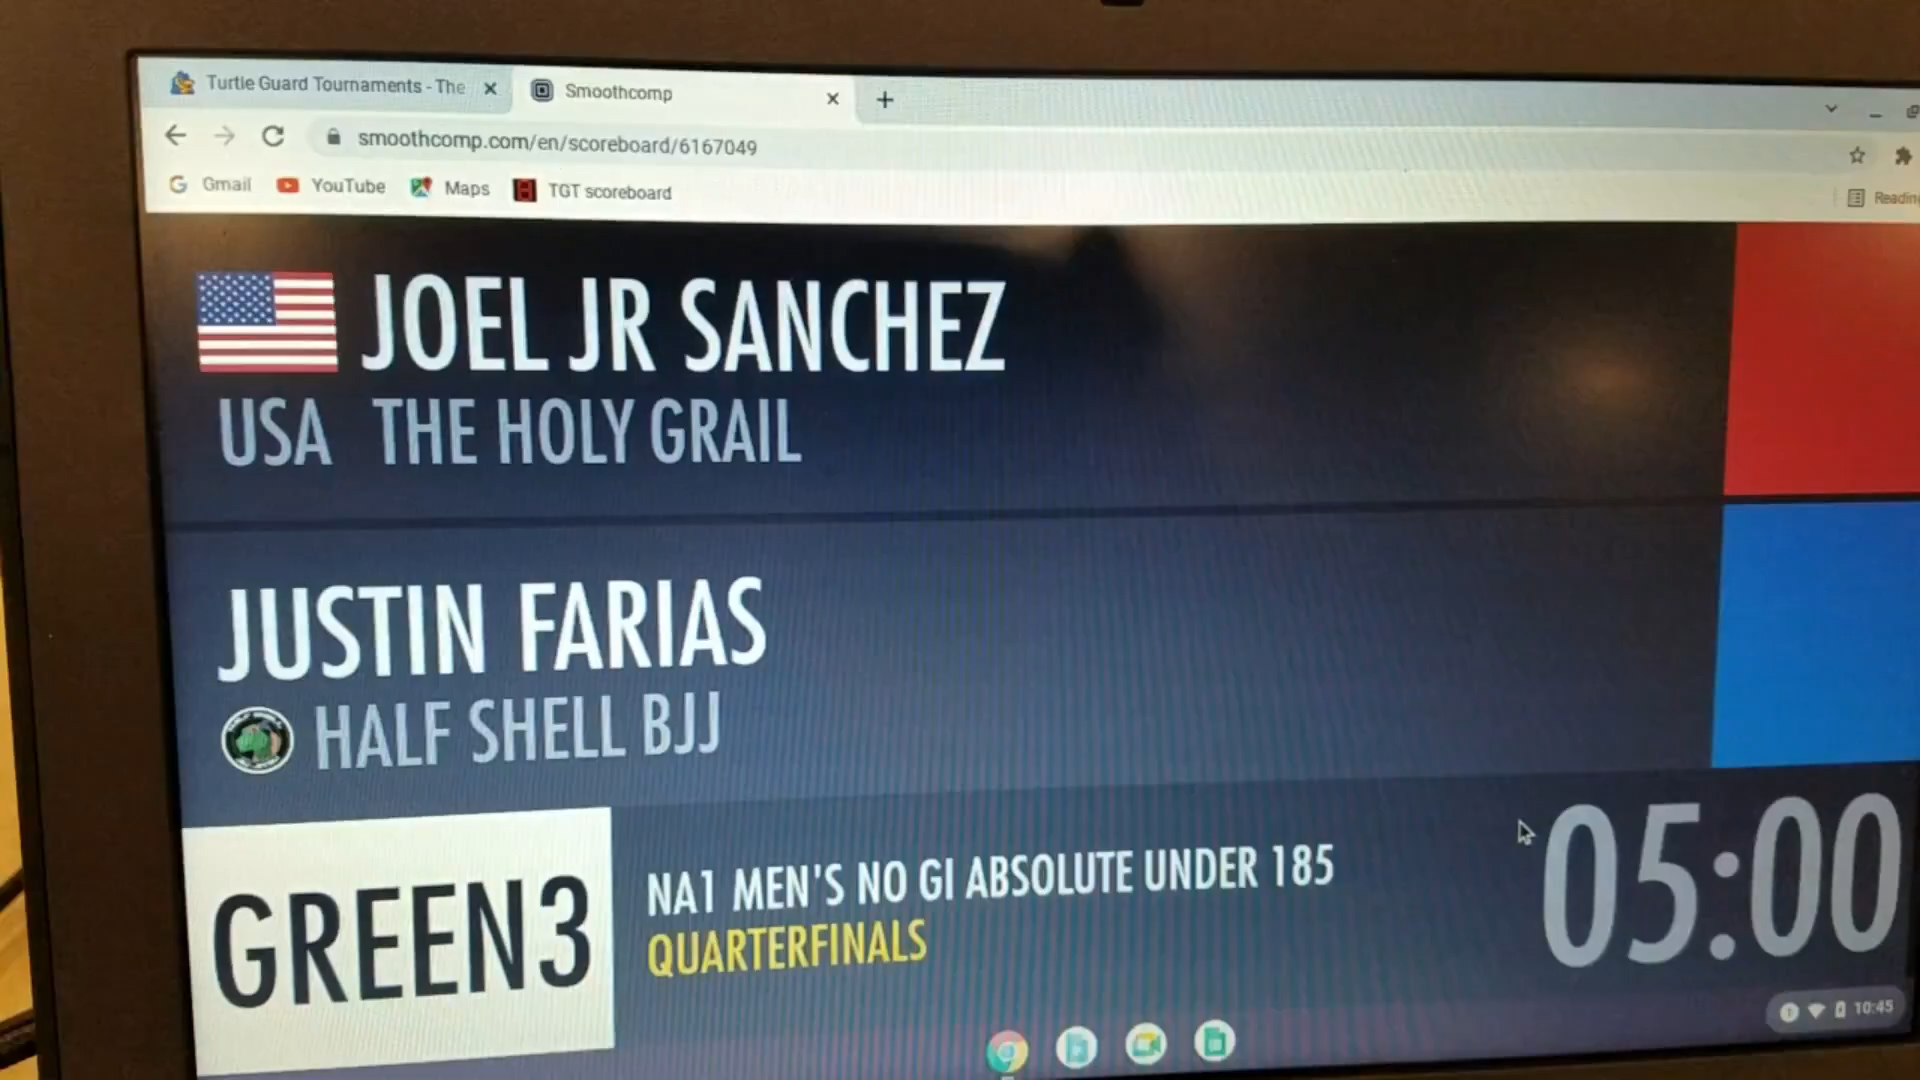 Turtle Guard Tournaments - The
Smoothcomp
smoothcomp.com/en/scoreboard/6167049
Gmail YouTube Maps TGT scoreboard
Reading
JOEL JR SANCHEZ
USA THE HOLY GRAIL
JUSTIN FARIAS
HALF SHELL BJJ
GREEN3
NA1 MEN'S NO GI ABSOLUTE UNDER 185
QUARTERFINALS
05:00
10:45